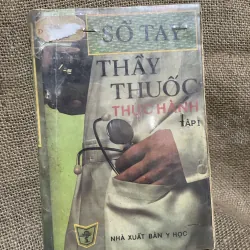 SỔ TAY
THẦY
THUỐC
THỰC HÀNH
TẬP I
NHÀ XUẤT BẢN Y HỌC